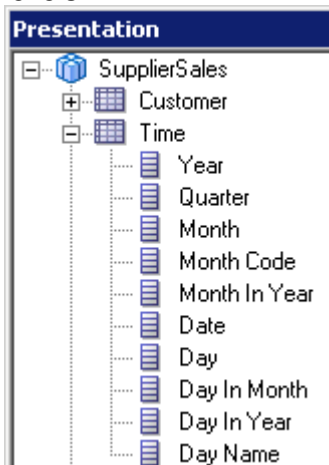 Presentation
SupplierSales
Customer
Time
Year
Quarter
Month
Month Code
Month In Year
Date
Day
Day In Month
Day In Year
Day Name